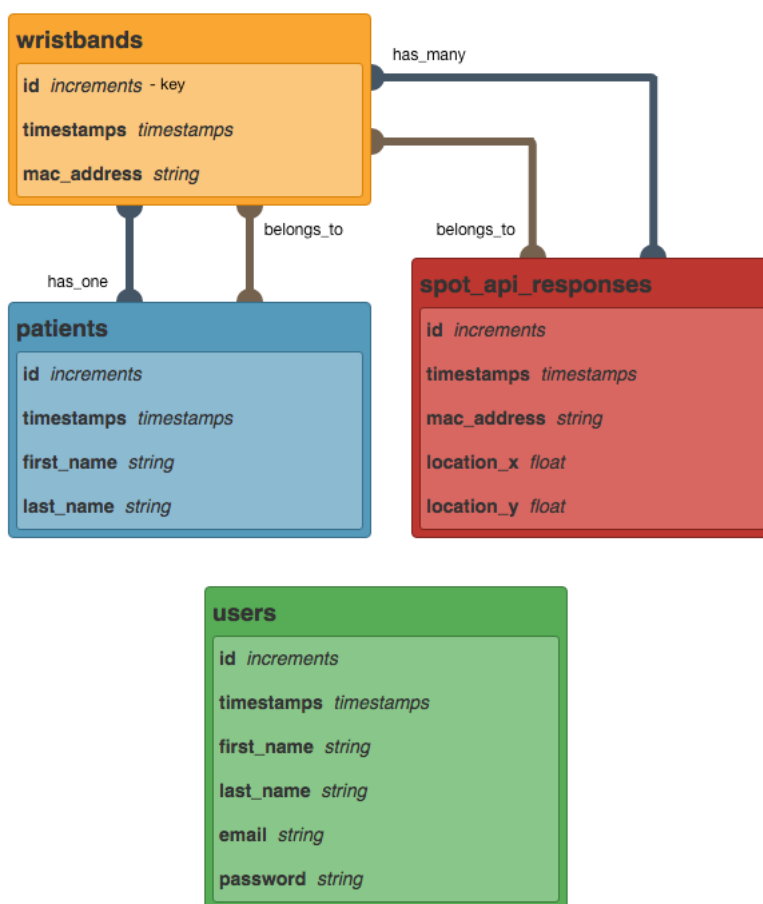 wristbands
id increments - key
timestamps timestamps
mac_address string
has_many
belongs_to
belongs_to
has_one
patients
id increments
timestamps timestamps
first_name string
last_name string
spot_api_responses
id increments
timestamps timestamps
mac_address string
location_x float
location_y float
users
id increments
timestamps timestamps
first_name string
last_name string
email string
password string